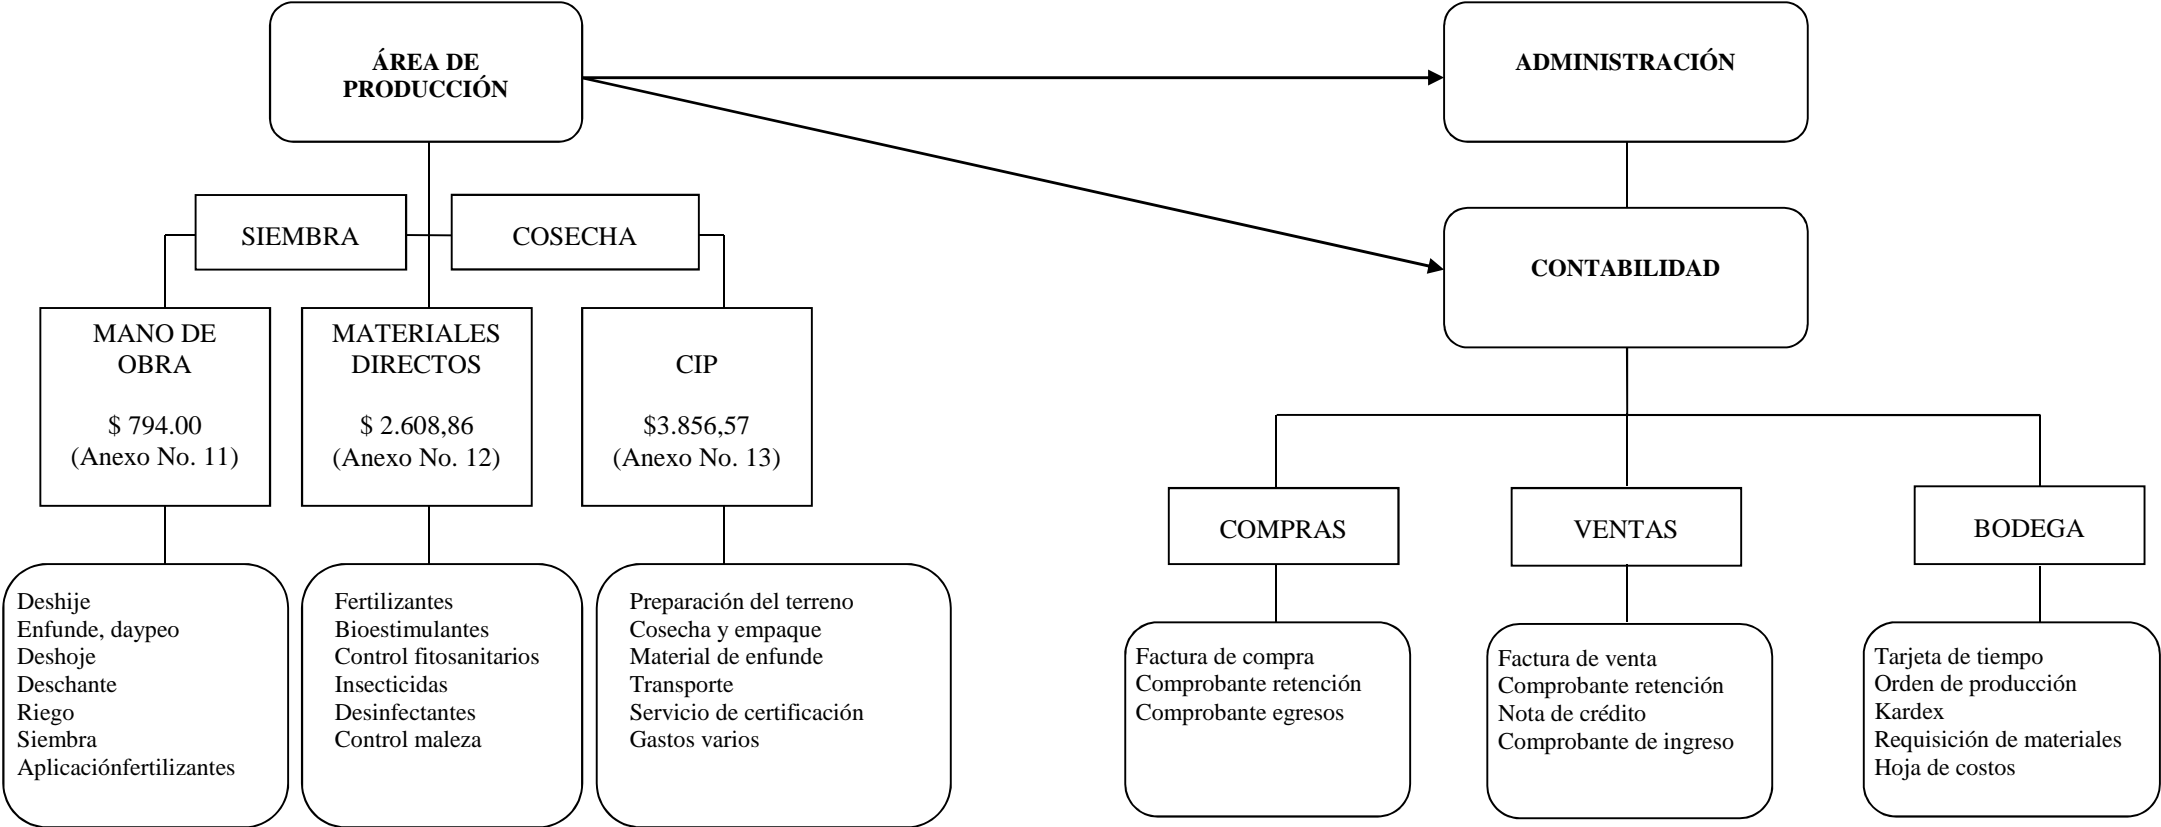 ÁREA DE
PRODUCCIÓN
ADMINISTRACIÓN
SIEMBRA
COSECHA
CONTABILIDAD
MANO DE
OBRA
$ 794.00
(Anexo No. 11)
MATERIALES
DIRECTOS
$ 2.608,86
(Anexo No. 12)
CIP
$3.856,57
(Anexo No. 13)
COMPRAS
VENTAS
BODEGA
Deshije
Enfunde, daypeo
Deshoje
Deschante
Riego
Siembra
Aplicaciónfertilizantes
Fertilizantes
Bioestimulantes
Control fitosanitarios
Insecticidas
Desinfectantes
Control maleza
Preparación del terreno
Cosecha y empaque
Material de enfunde
Transporte
Servicio de certificación
Gastos varios
Factura de compra
Comprobante retención
Comprobante egresos
Factura de venta
Comprobante retención
Nota de crédito
Comprobante de ingreso
Tarjeta de tiempo
Orden de producción
Kardex
Requisición de materiales
Hoja de costos